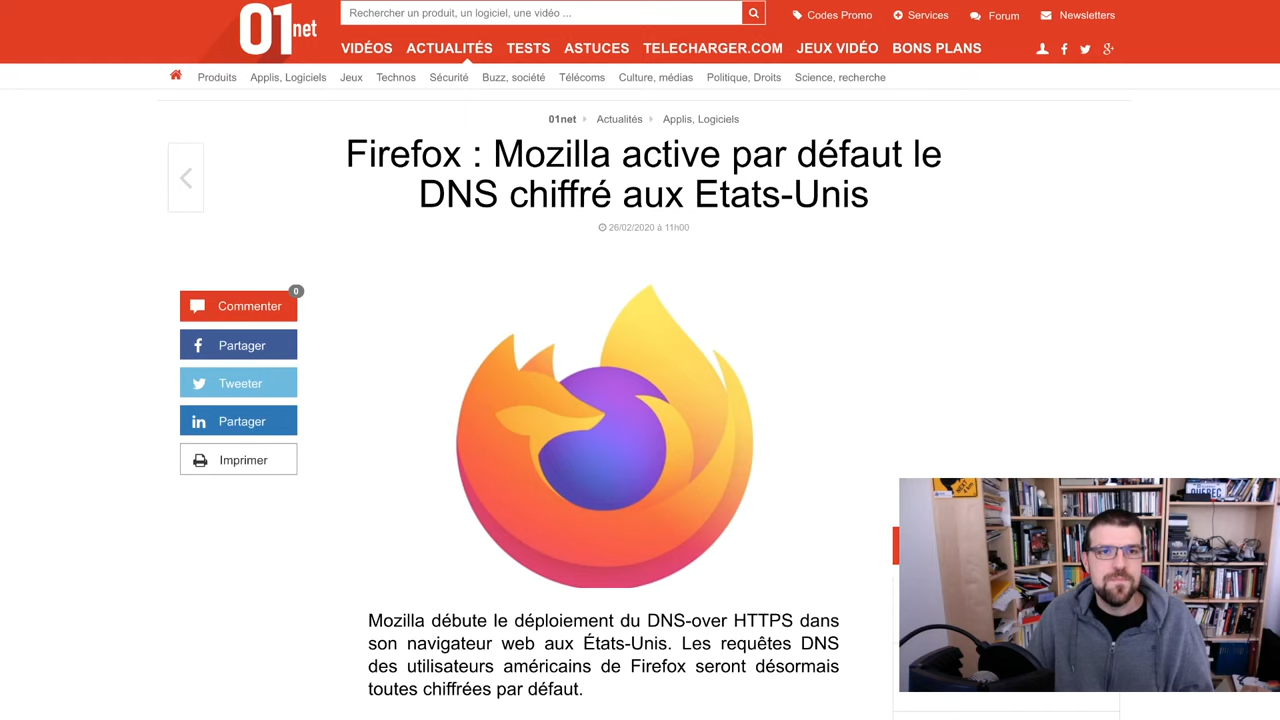 01net
Rechercher un produit, un logiciel, une vidéo ...
Codes Promo
Services
Forum
Newsletters
VIDÉOS
ACTUALITÉS
TESTS
ASTUCES
TELECHARGER.COM
JEUX VIDÉO
BONS PLANS
Produits
Applis, Logiciels
Jeux
Technos
Sécurité
Buzz, société
Télécoms
Culture, médias
Politique, Droits
Science, recherche
01net
Actualités
Applis, Logiciels
Firefox : Mozilla active par défaut le
DNS chiffré aux Etats-Unis
26/02/2020 à 11h00
0
Commenter
Partager
Tweeter
Partager
Imprimer
Mozilla débute le déploiement du DNS-over HTTPS dans
son navigateur web aux États-Unis. Les requêtes DNS
des utilisateurs américains de Firefox seront désormais
toutes chiffrées par défaut.
QUÉBEC